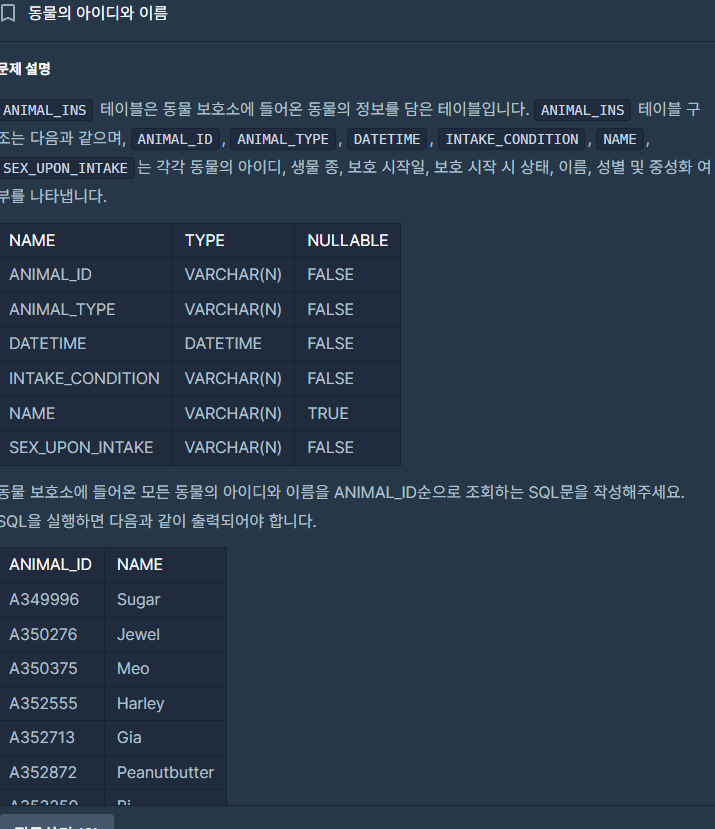 동물의 아이디와 이름
문제 설명
ANIMAL_INS 테이블은 동물 보호소에 들어온 동물의 정보를 담은 테이블입니다. ANIMAL_INS 테이블 구
조는 다음과 같으며, ANIMAL_ID, ANIMAL_TYPE, DATETIME, INTAKE_CONDITION, NAME,
SEX_UPON_INTAKE는 각각 동물의 아이디, 생물 종, 보호 시작일, 보호 시작 시 상태, 이름, 성별 및 중성화 여
부를 나타냅니다.
NAME TYPE NULLABLE
ANIMAL_ID VARCHAR(N) FALSE
ANIMAL_TYPE VARCHAR(N) FALSE
DATETIME DATETIME FALSE
INTAKE_CONDITION VARCHAR(N) FALSE
NAME VARCHAR(N) TRUE
SEX_UPON_INTAKE VARCHAR(N) FALSE
동물 보호소에 들어온 모든 동물의 아이디와 이름을 ANIMAL_ID순으로 조회하는 SQL문을 작성해주세요.
SQL을 실행하면 다음과 같이 출력되어야 합니다.
ANIMAL_ID NAME
A349996 Sugar
A350276 Jewel
A350375 Meo
A352555 Harley
A352713 Gia
A352872 Peanutbutter